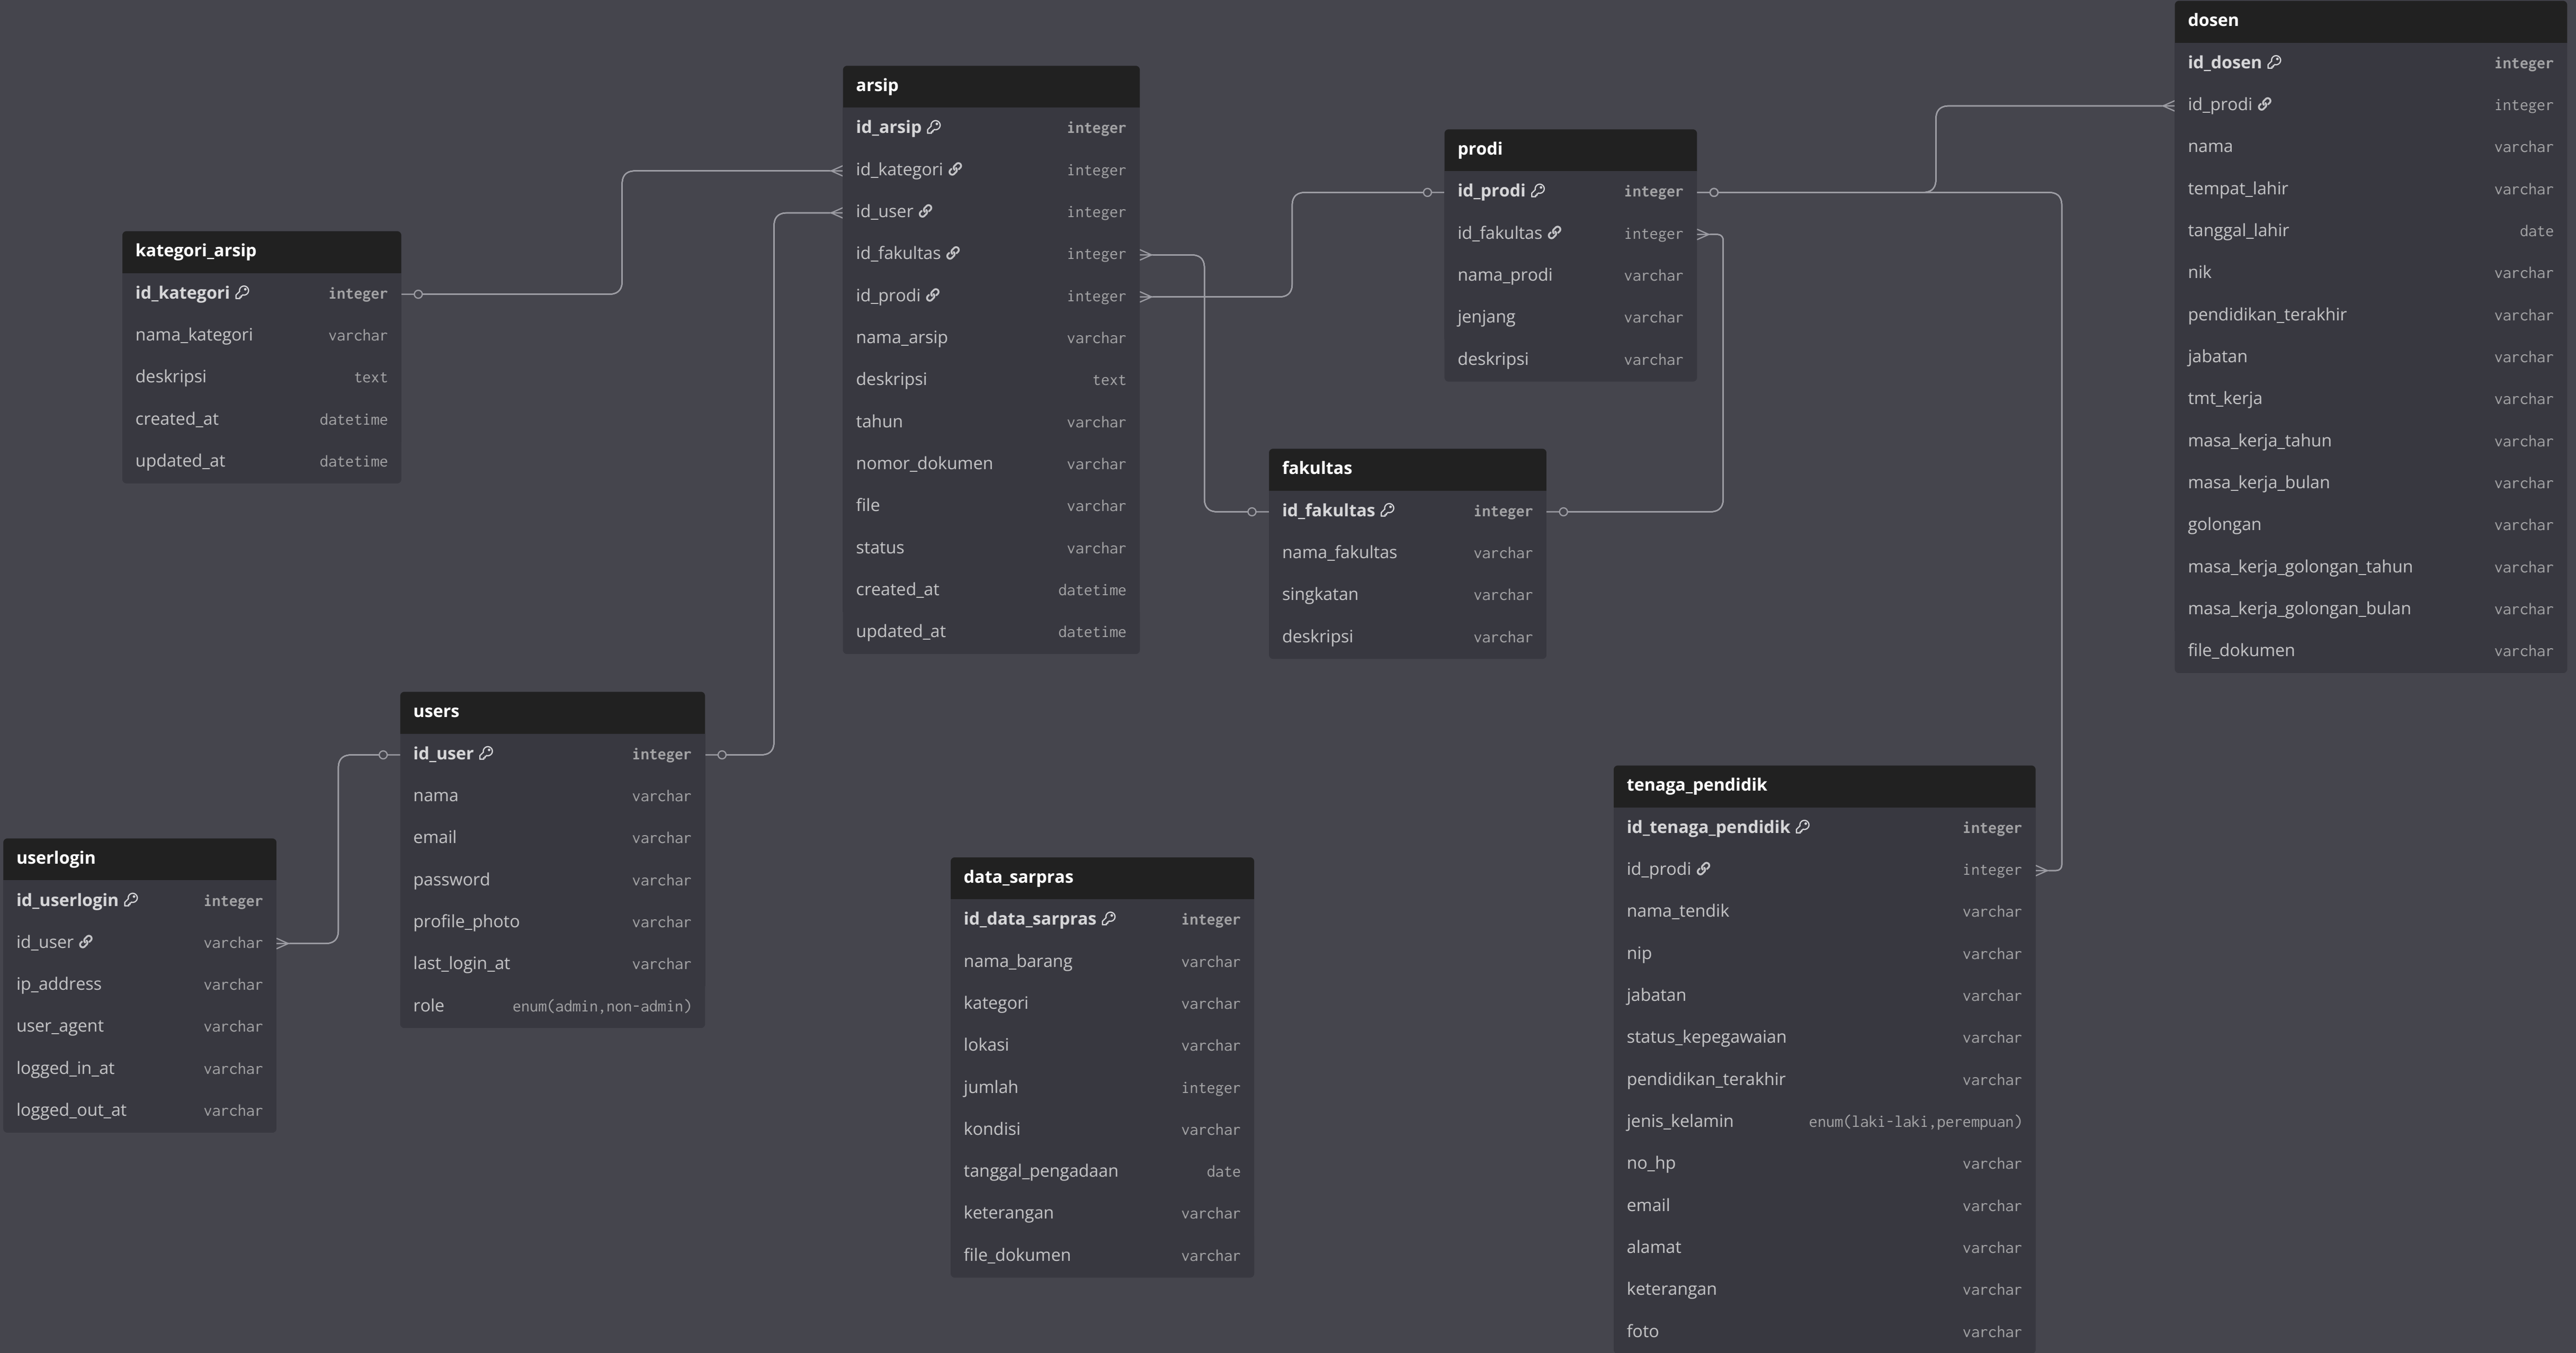 dosen
id_dosen integer
id_prodi integer
nama varchar
tempat_lahir varchar
tanggal_lahir date
nik varchar
pendidikan_terakhir varchar
jabatan varchar
tmt_kerja varchar
masa_kerja_tahun varchar
masa_kerja_bulan varchar
golongan varchar
masa_kerja_golongan_tahun varchar
masa_kerja_golongan_bulan varchar
file_dokumen varchar
arsip
id_arsip integer
id_kategori integer
id_user integer
id_fakultas integer
id_prodi integer
nama_arsip varchar
deskripsi text
tahun varchar
nomor_dokumen varchar
file varchar
status varchar
created_at datetime
updated_at datetime
prodi
id_prodi integer
id_fakultas integer
nama_prodi varchar
jenjang varchar
deskripsi varchar
kategori_arsip
id_kategori integer
nama_kategori varchar
deskripsi text
created_at datetime
updated_at datetime
fakultas
id_fakultas integer
nama_fakultas varchar
singkatan varchar
deskripsi varchar
users
id_user integer
nama varchar
email varchar
password varchar
profile_photo varchar
last_login_at varchar
role enum(admin,non-admin)
userlogin
id_userlogin integer
id_user varchar
ip_address varchar
user_agent varchar
logged_in_at varchar
logged_out_at varchar
data_sarpras
id_data_sarpras integer
nama_barang varchar
kategori varchar
lokasi varchar
jumlah integer
kondisi varchar
tanggal_pengadaan date
keterangan varchar
file_dokumen varchar
tenaga_pendidik
id_tenaga_pendidik integer
id_prodi integer
nama_tendik varchar
nip varchar
jabatan varchar
status_kepegawaian varchar
pendidikan_terakhir varchar
jenis_kelamin enum(laki-laki,perempuan)
no_hp varchar
email varchar
alamat varchar
keterangan varchar
foto varchar